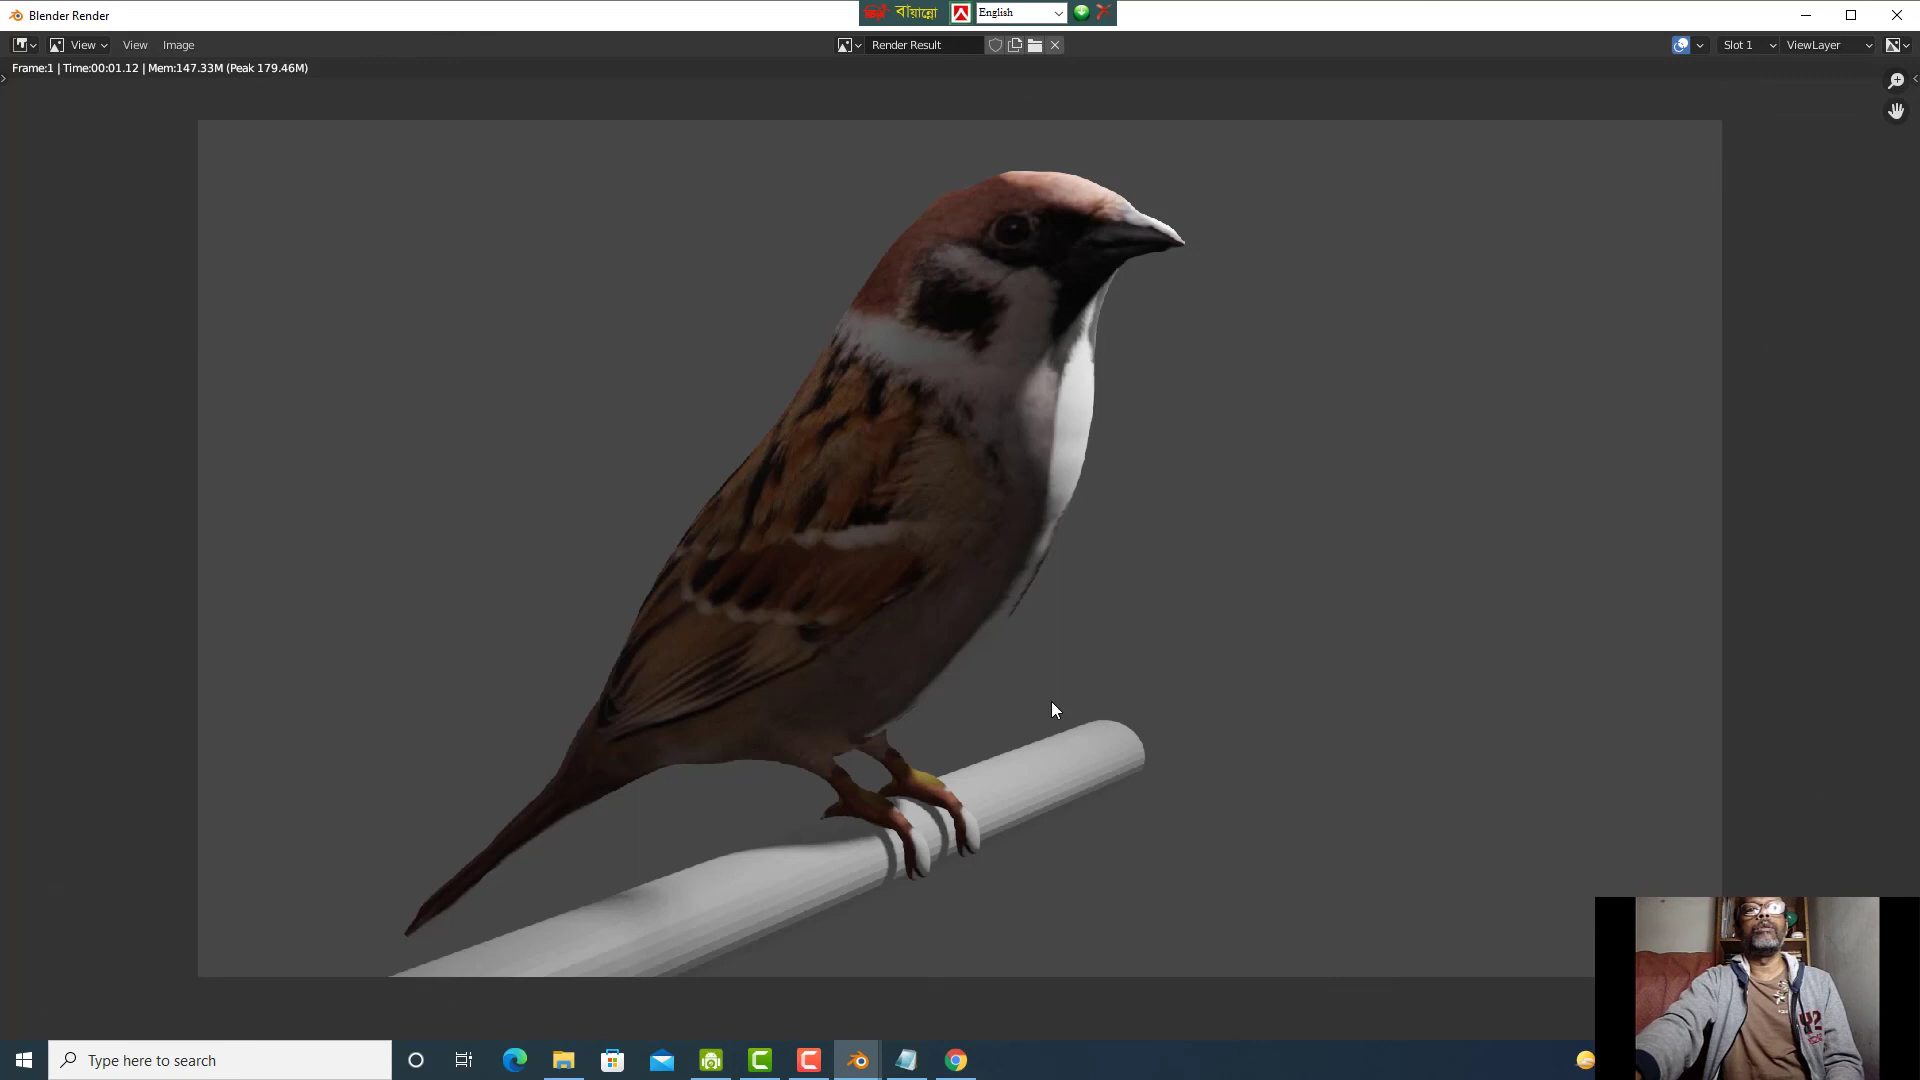 Blender Render
বায়ান্নো
English
View
View
Image
Render Result
Slot 1
ViewLayer
Frame:1 | Time:00:01.12 | Mem:147.33M (Peak 179.46M)
Type here to search